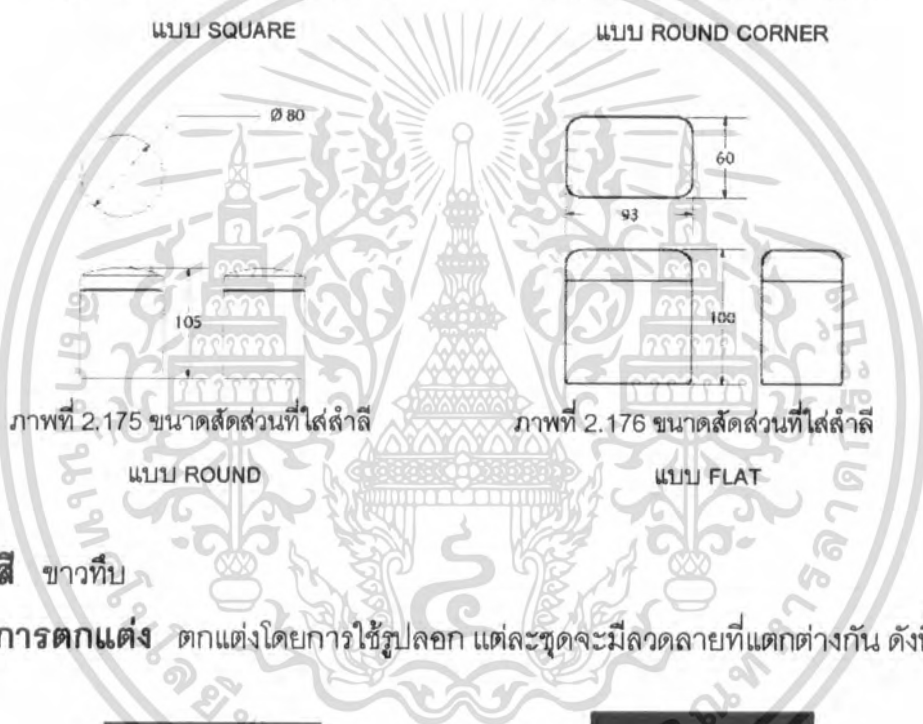 แบบ SQUARE
แบบ ROUND CORNER
Ø 80
60
93
105
100
ภาพที่ 2.175 ขนาดสัดส่วนที่ใส่สำลี
ภาพที่ 2.176 ขนาดสัดส่วนที่ใส่สำลี
แบบ ROUND
แบบ FLAT
สี ขาวทึบ
การตกแต่ง ตกแต่งโดยการใช้รูปลอก แต่ละชุดจะมีลวดลายที่แตกต่างกัน